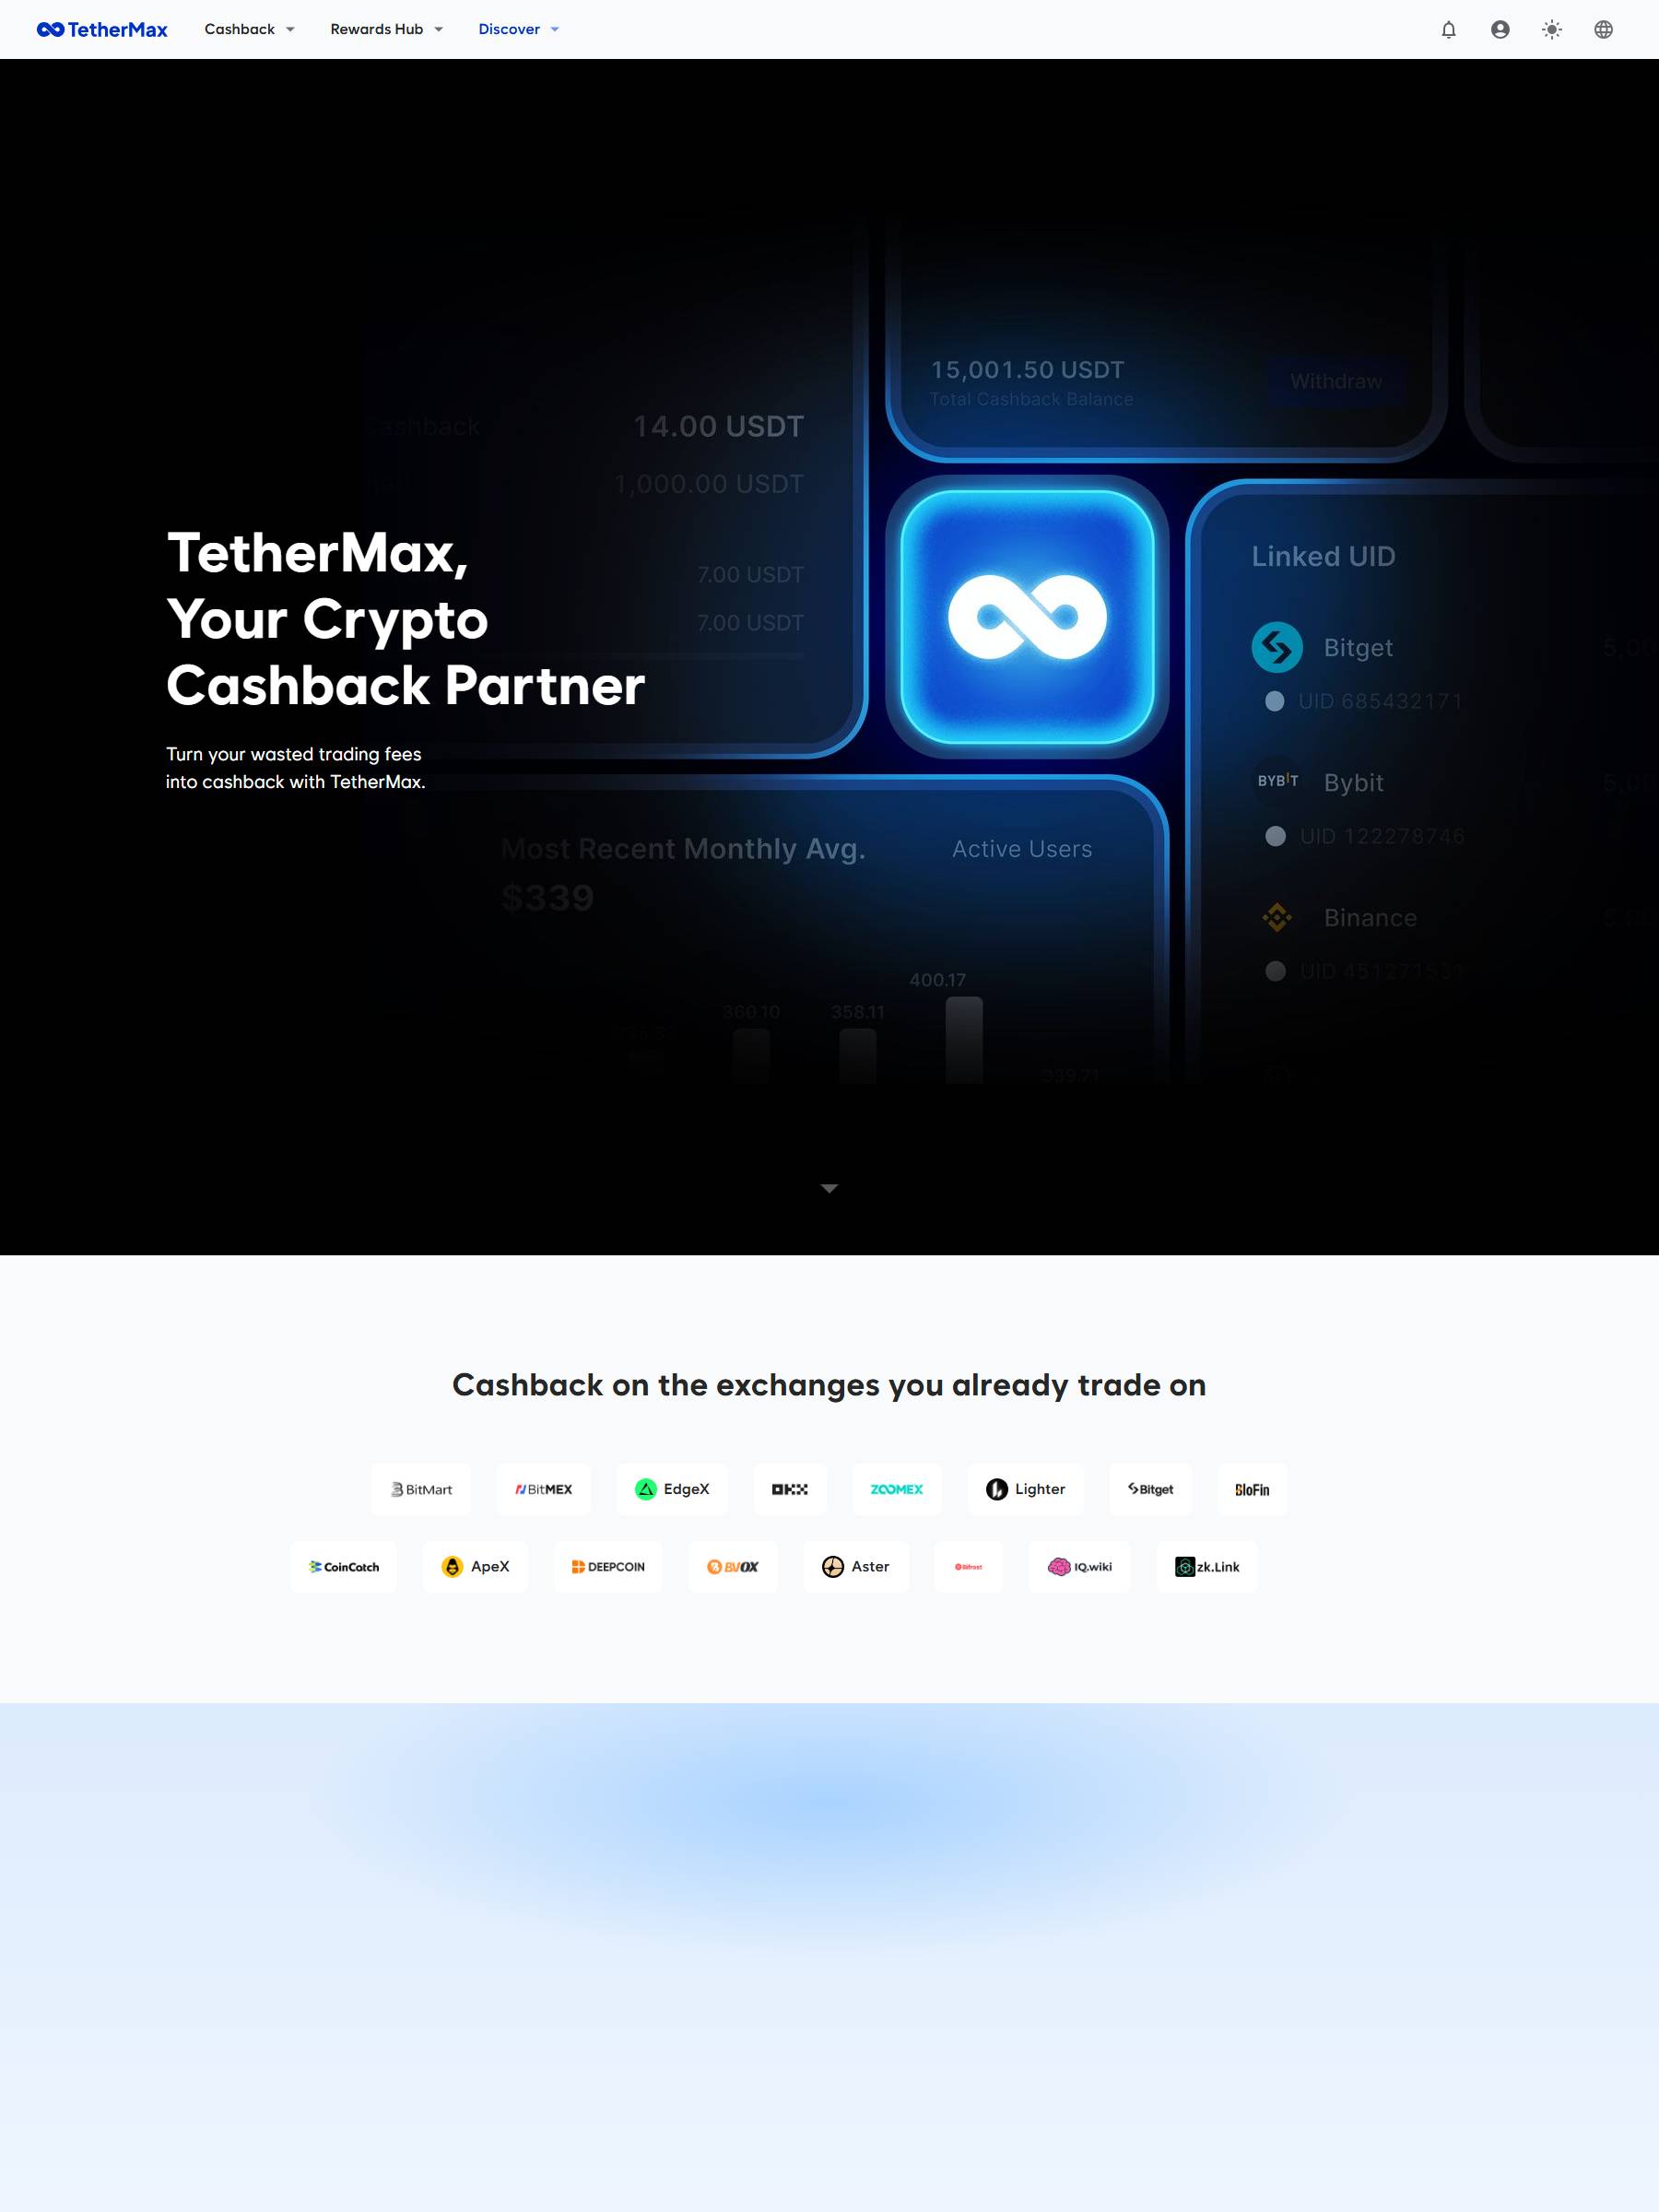 TetherMax
Cashback
Rewards Hub
Discover
15,001.50 USDT
Total Cashback Balance
Withdraw
Cashback
14.00 USDT
1,000.00 USDT
7.00 USDT
7.00 USDT
TetherMax,
Your Crypto
Cashback Partner
Turn your wasted trading fees
into cashback with TetherMax.
Linked UID
Bitget
UID 685432171
BYBIT
Bybit
UID 122278746
Binance
Most Recent Monthly Avg.
$339
Active Users
400.17
360.10
358.11
339.71
Cashback on the exchanges you already trade on
BitMart
BitMEX
EdgeX
OKX
ZOOMEX
Lighter
Bitget
BloFin
CoinCatch
ApeX
DEEPCOIN
BVOX
Aster
Bifrost
IQ.wiki
zk.Link